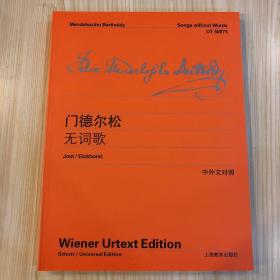 Mendelssohn Bartholdy Songs without Words
UT 50075
门德尔松
无词歌
Jost / Eickhorst
中外文对照
Wiener Urtext Edition
Schott / Universal Edition 上海教育出版社